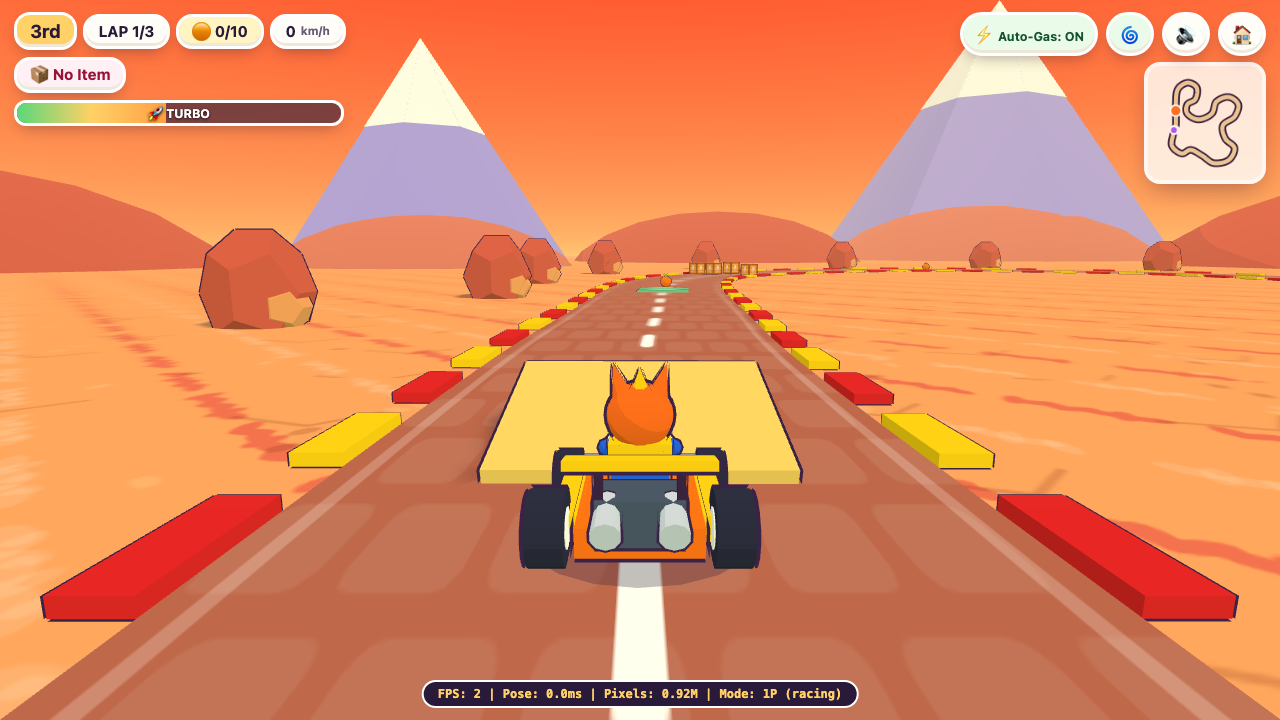 3rd
LAP 1/3
0/10
0 km/h
Auto-Gas: ON
No Item
TURBO
FPS: 2 | Pose: 0.0ms | Pixels: 0.92M | Mode: 1P (racing)